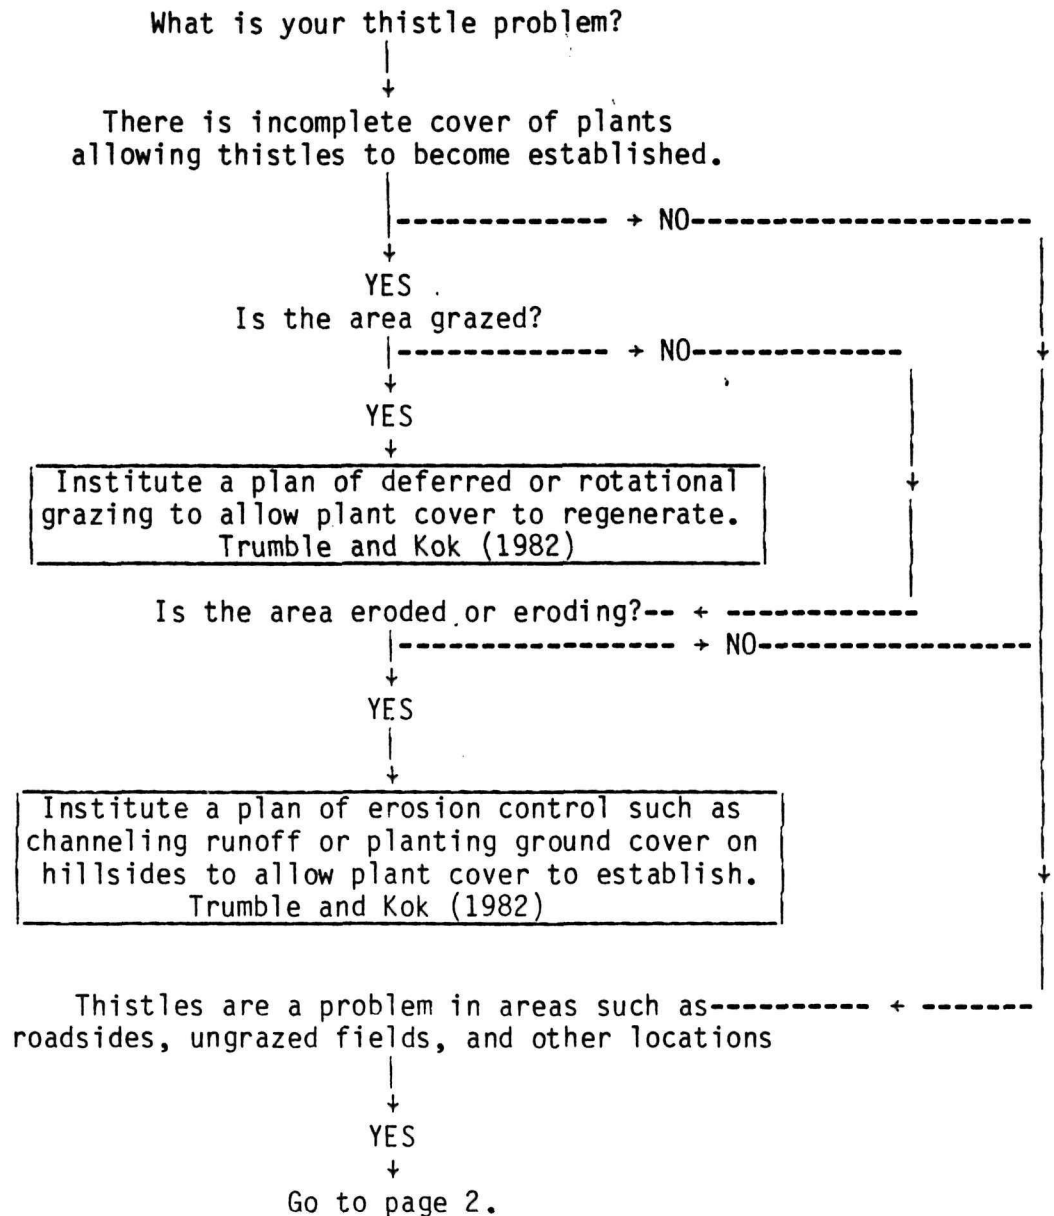 What is your thistle problem?
There is incomplete cover of plants
allowing thistles to become established.
NO
YES
Is the area grazed?
NO
YES
Institute a plan of deferred or rotational
grazing to allow plant cover to regenerate.
Trumble and Kok (1982)
Is the area eroded or eroding?
NO
YES
Institute a plan of erosion control such as
channeling runoff or planting ground cover on
hillsides to allow plant cover to establish.
Trumble and Kok (1982)
Thistles are a problem in areas such as
roadsides, ungrazed fields, and other locations
YES
Go to page 2.